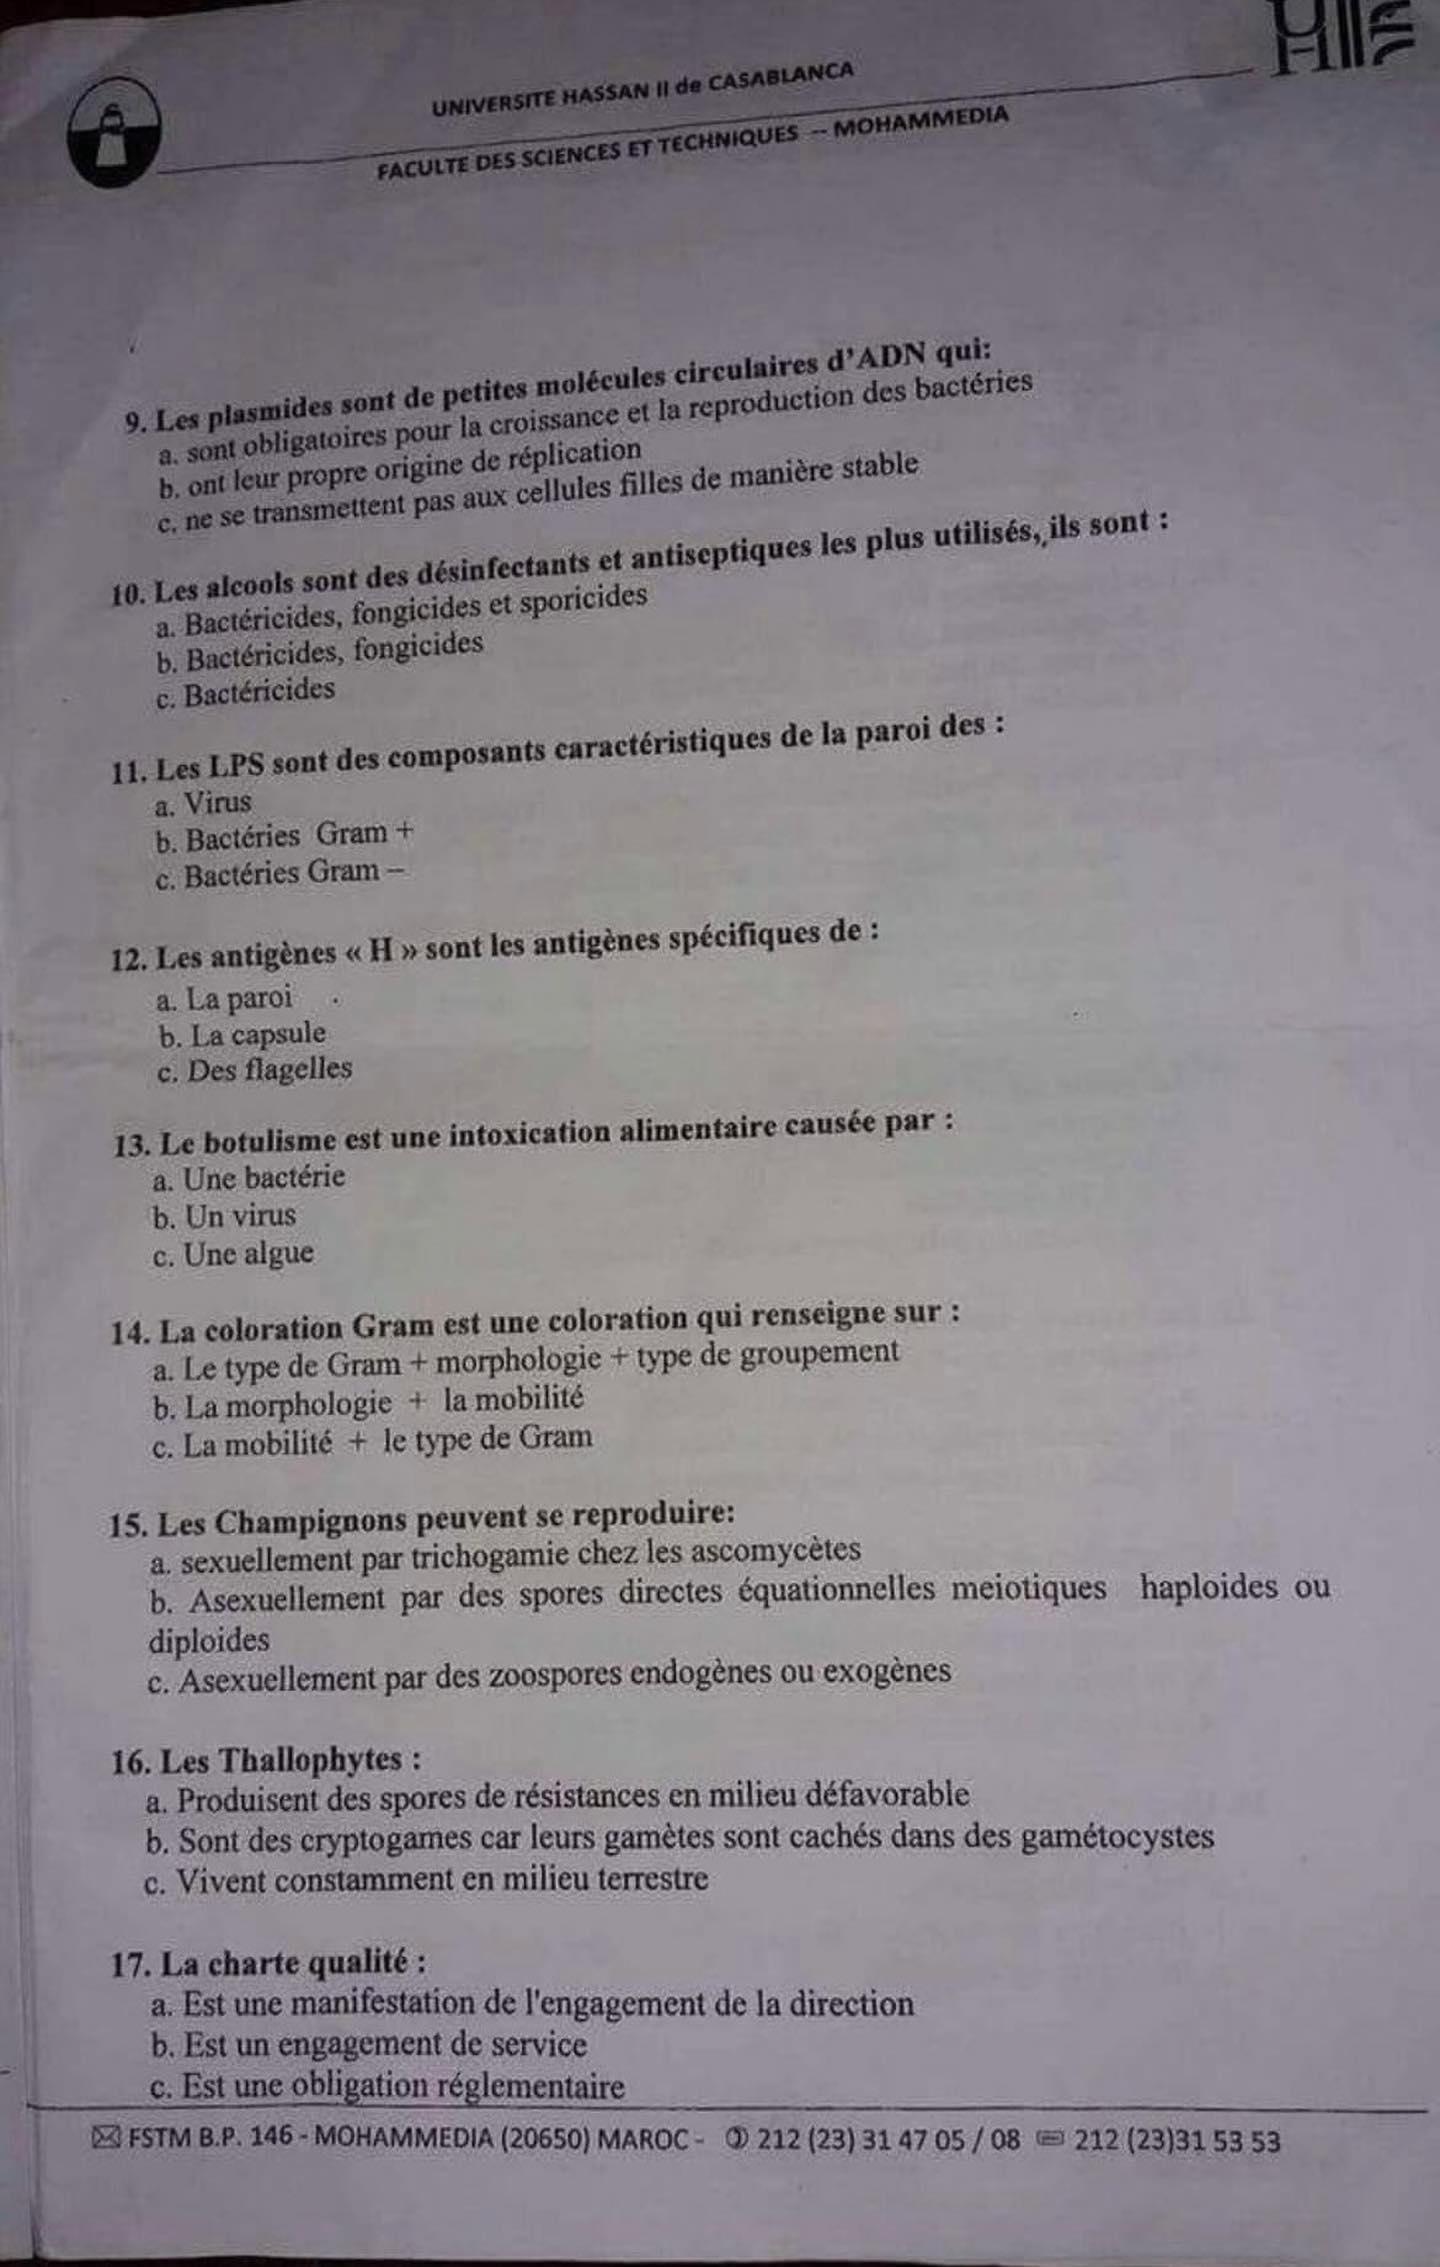 UNIVERSITE HASSAN II de CASABLANCA
FACULTE DES SCIENCES ET TECHNIQUES -- MOHAMMEDIA
9. Les plasmides sont de petites molécules circulaires d'ADN qui:
a. sont obligatoires pour la croissance et la reproduction des bactéries
b. ont leur propre origine de réplication
c. ne se transmettent pas aux cellules filles de manière stable
10. Les alcools sont des désinfectants et antiseptiques les plus utilisés, ils sont :
a. Bactéricides, fongicides et sporicides
b. Bactéricides, fongicides
c. Bactéricides
11. Les LPS sont des composants caractéristiques de la paroi des :
a. Virus
b. Bactéries Gram +
c. Bactéries Gram –
12. Les antigènes « H » sont les antigènes spécifiques de :
a. La paroi
b. La capsule
c. Des flagelles
13. Le botulisme est une intoxication alimentaire causée par :
a. Une bactérie
b. Un virus
c. Une algue
14. La coloration Gram est une coloration qui renseigne sur :
a. Le type de Gram + morphologie + type de groupement
b. La morphologie + la mobilité
c. La mobilité + le type de Gram
15. Les Champignons peuvent se reproduire:
a. sexuellement par trichogamie chez les ascomycètes
b. Asexuellement par des spores directes équationnelles meiotiques haploides ou
diploides
c. Asexuellement par des zoospores endogènes ou exogènes
16. Les Thallophytes :
a. Produisent des spores de résistances en milieu défavorable
b. Sont des cryptogames car leurs gamètes sont cachés dans des gamétocystes
c. Vivent constamment en milieu terrestre
17. La charte qualité :
a. Est une manifestation de l'engagement de la direction
b. Est un engagement de service
c. Est une obligation réglementaire
FSTM B.P. 146 - MOHAMMEDIA (20650) MAROC - 212 (23) 31 47 05 / 08 212 (23)31 53 53